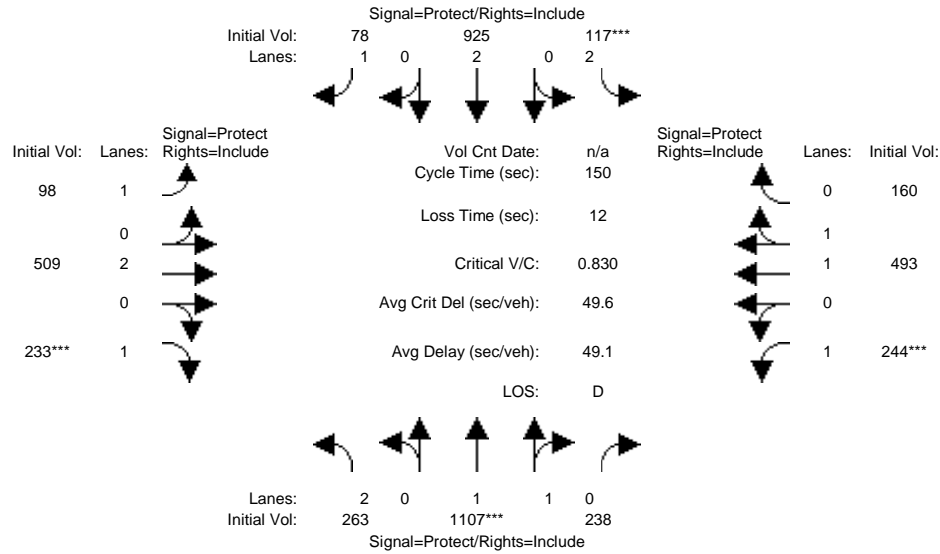 Signal=Protect/Rights=Include
Initial Vol: 78 925 117***
Lanes: 1 0 2 0 2
Signal=Protect
Initial Vol: Lanes: Rights=Include
Vol Cnt Date: n/a
Signal=Protect
Rights=Include Lanes: Initial Vol:
Cycle Time (sec): 150
98 1
0 160
Loss Time (sec): 12
0
1
509 2
Critical V/C: 0.830
1 493
0
Avg Crit Del (sec/veh): 49.6
0
233*** 1
Avg Delay (sec/veh): 49.1
1 244***
LOS: D
Lanes: 2 0 1 1 0
Initial Vol: 263 1107*** 238
Signal=Protect/Rights=Include